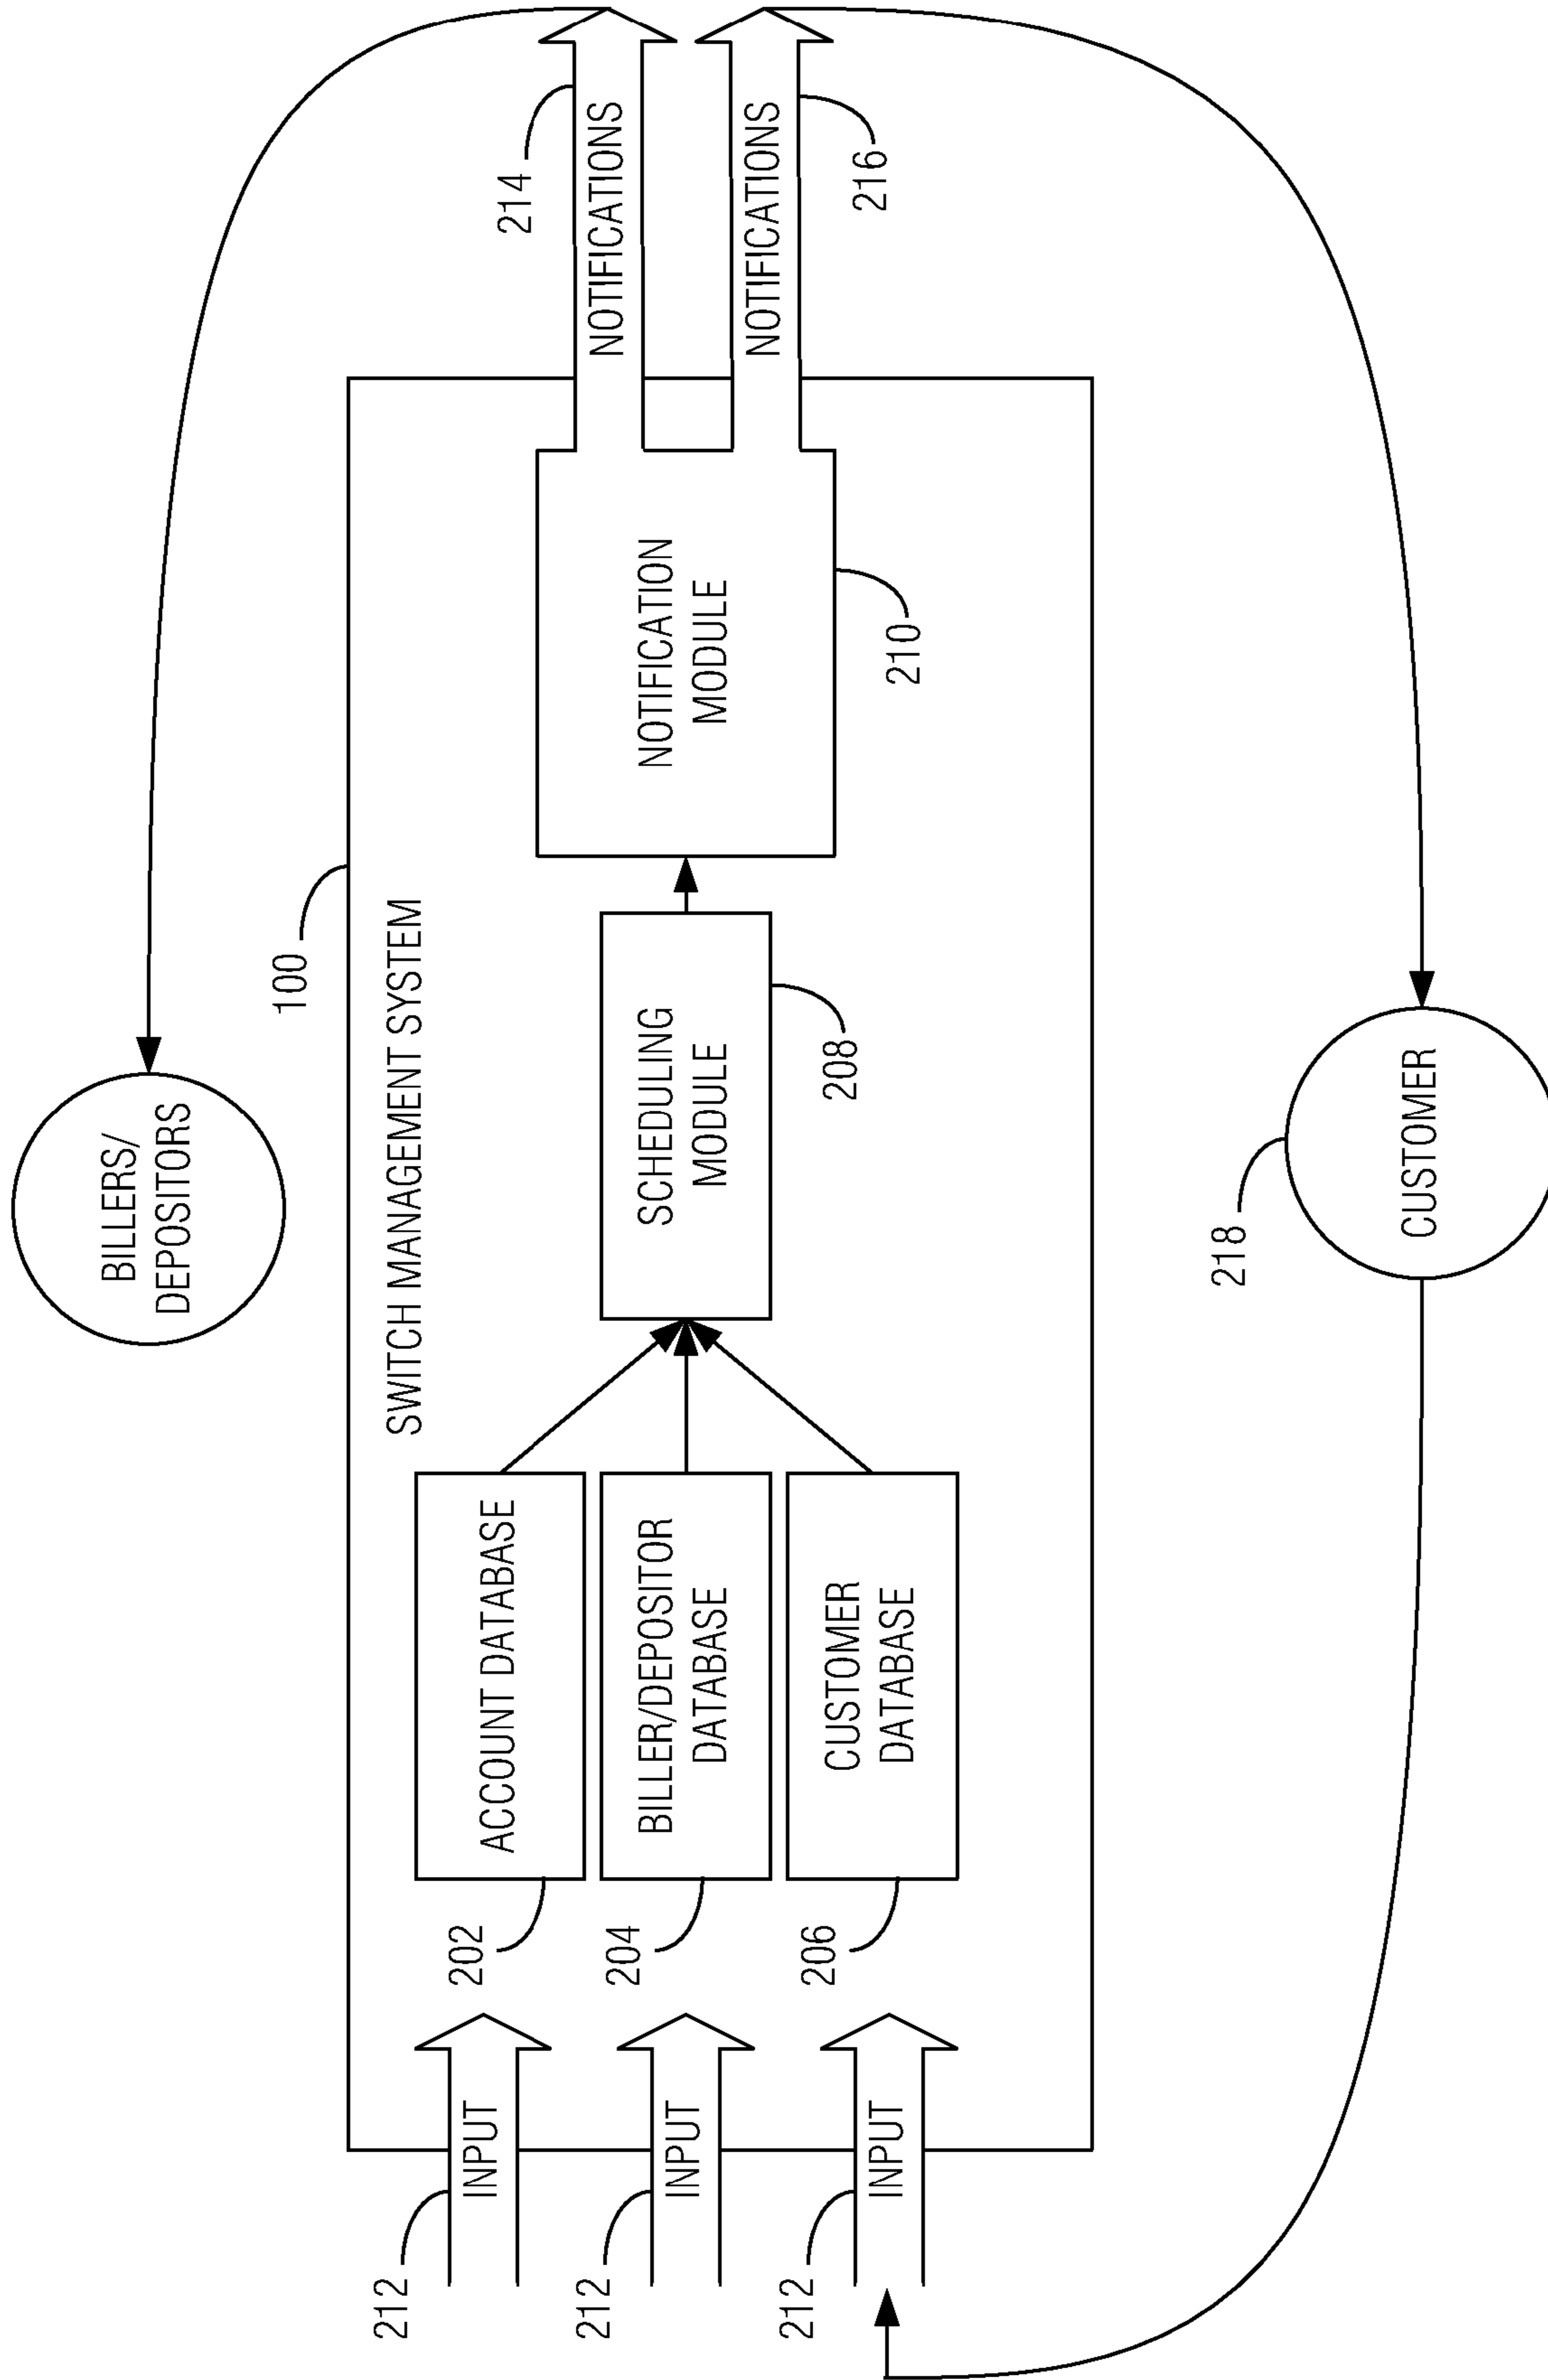 BILLERS/
DEPOSITORS
100
SWITCH MANAGEMENT SYSTEM
212
INPUT
202
ACCOUNT DATABASE
212
INPUT
204
BILLER/DEPOSITOR
DATABASE
212
INPUT
206
CUSTOMER
DATABASE
SCHEDULING
MODULE
208
NOTIFICATION
MODULE
210
214
NOTIFICATIONS
NOTIFICATIONS
216
218
CUSTOMER